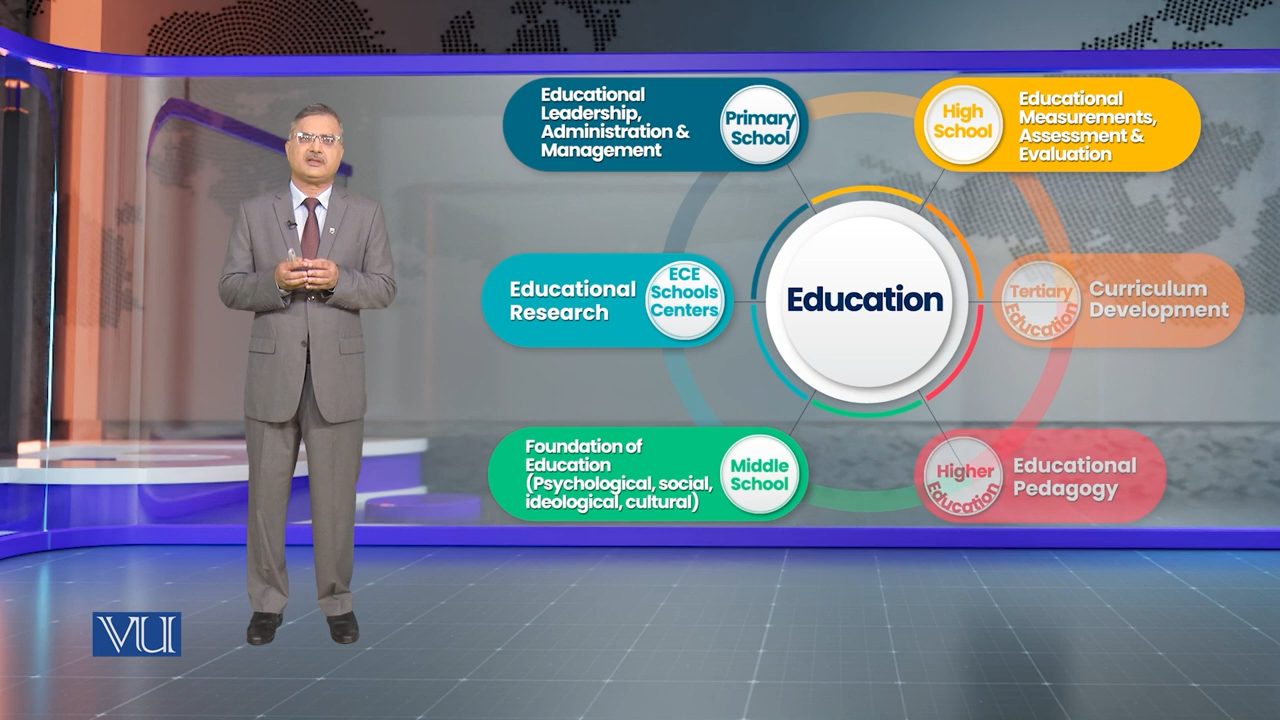 Educational
Leadership,
Administration &
Management
Primary
School
High
School
Educational
Measurements,
Assessment &
Evaluation
Educational
Research
ECE
Schools
Centers
Education
Tertiary
Education
Curriculum
Development
Foundation of
Education
(Psychological, social,
ideological, cultural)
Middle
School
Higher
Education
Educational
Pedagogy
VU